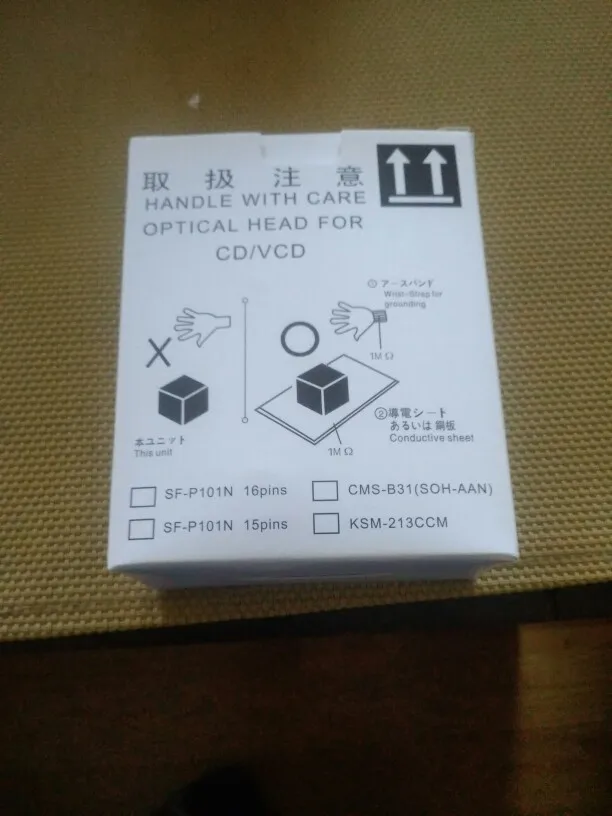 取 扱 注 意
HANDLE WITH CARE
OPTICAL HEAD FOR
CD/VCD
① アースバンド
Wrist-Strap for
grounding
1M Ω
②導電シート
あるいは 銅板
Conductive sheet
1M Ω
本ユニット
This unit
SF-P101N 16pins
CMS-B31(SOH-AAN)
SF-P101N 15pins
KSM-213CCM